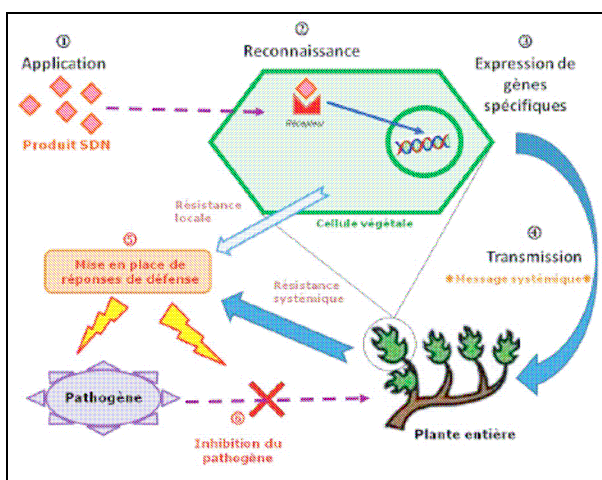 ①
Application
Produit SDN
②
Reconnaissance
Récepteur
Cellule végétale
③
Expression de
gènes
spécifiques
④
Transmission
Message systémique
Résistance
locale
⑤
Mise en place de
réponses de défense
Résistance
systémique
Pathogène
⑥
Inhibition du
pathogène
Plante entière